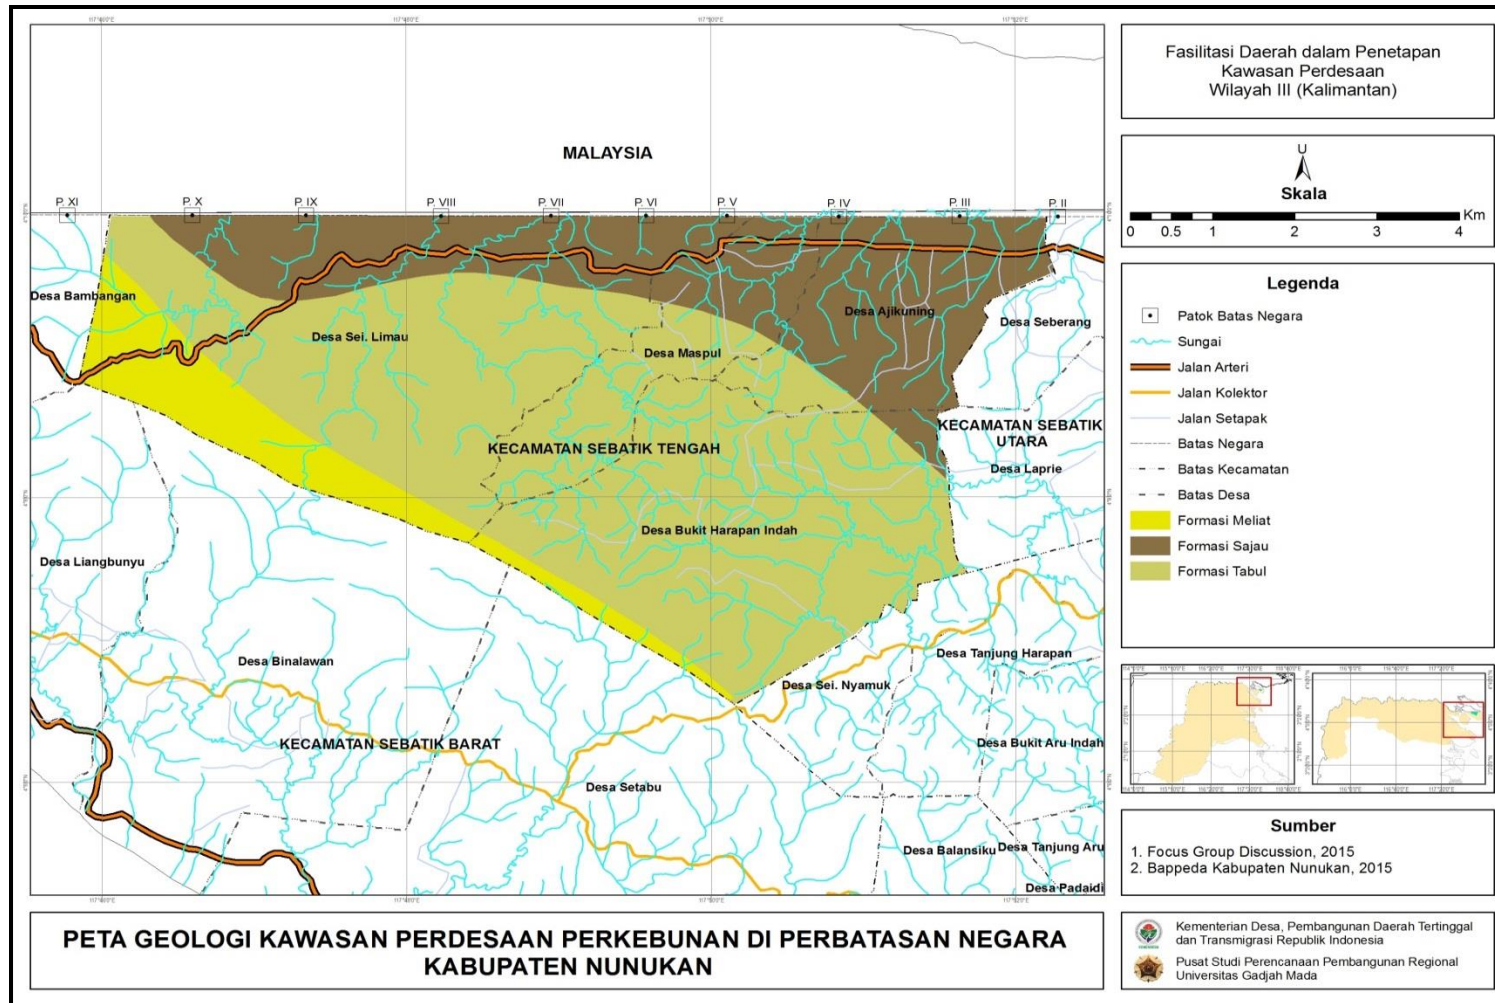 MALAYSIA
P. XI
P. X
P. IX
P. VIII
P. VII
P. VI
P. V
P. IV
P. III
P. II
Desa Bambangan
Desa Sei. Limau
Desa Maspul
Desa Ajikuning
Desa Seberang
KECAMATAN SEBATIK TENGAH
KECAMATAN SEBATIK
UTARA
Desa Laprie
Desa Bukit Harapan Indah
Desa Liangbunyu
Desa Binalawan
Desa Tanjung Harapan
Desa Sei. Nyamuk
KECAMATAN SEBATIK BARAT
Desa Bukit Aru Indah
Desa Setabu
Desa Balansiku
Desa Tanjung Aru
Desa Padaidi
PETA GEOLOGI KAWASAN PERDESAAN PERKEBUNAN DI PERBATASAN NEGARA
KABUPATEN NUNUKAN
Fasilitasi Daerah dalam Penetapan
Kawasan Perdesaan
Wilayah III (Kalimantan)
U
Skala
Km
0 0.5 1 2 3 4
Legenda
Patok Batas Negara
Sungai
Jalan Arteri
Jalan Kolektor
Jalan Setapak
Batas Negara
Batas Kecamatan
Batas Desa
Formasi Meliat
Formasi Sajau
Formasi Tabul
Sumber
1. Focus Group Discussion, 2015
2. Bappeda Kabupaten Nunukan, 2015
Kementerian Desa, Pembangunan Daerah Tertinggal
dan Transmigrasi Republik Indonesia
Pusat Studi Perencanaan Pembangunan Regional
Universitas Gadjah Mada